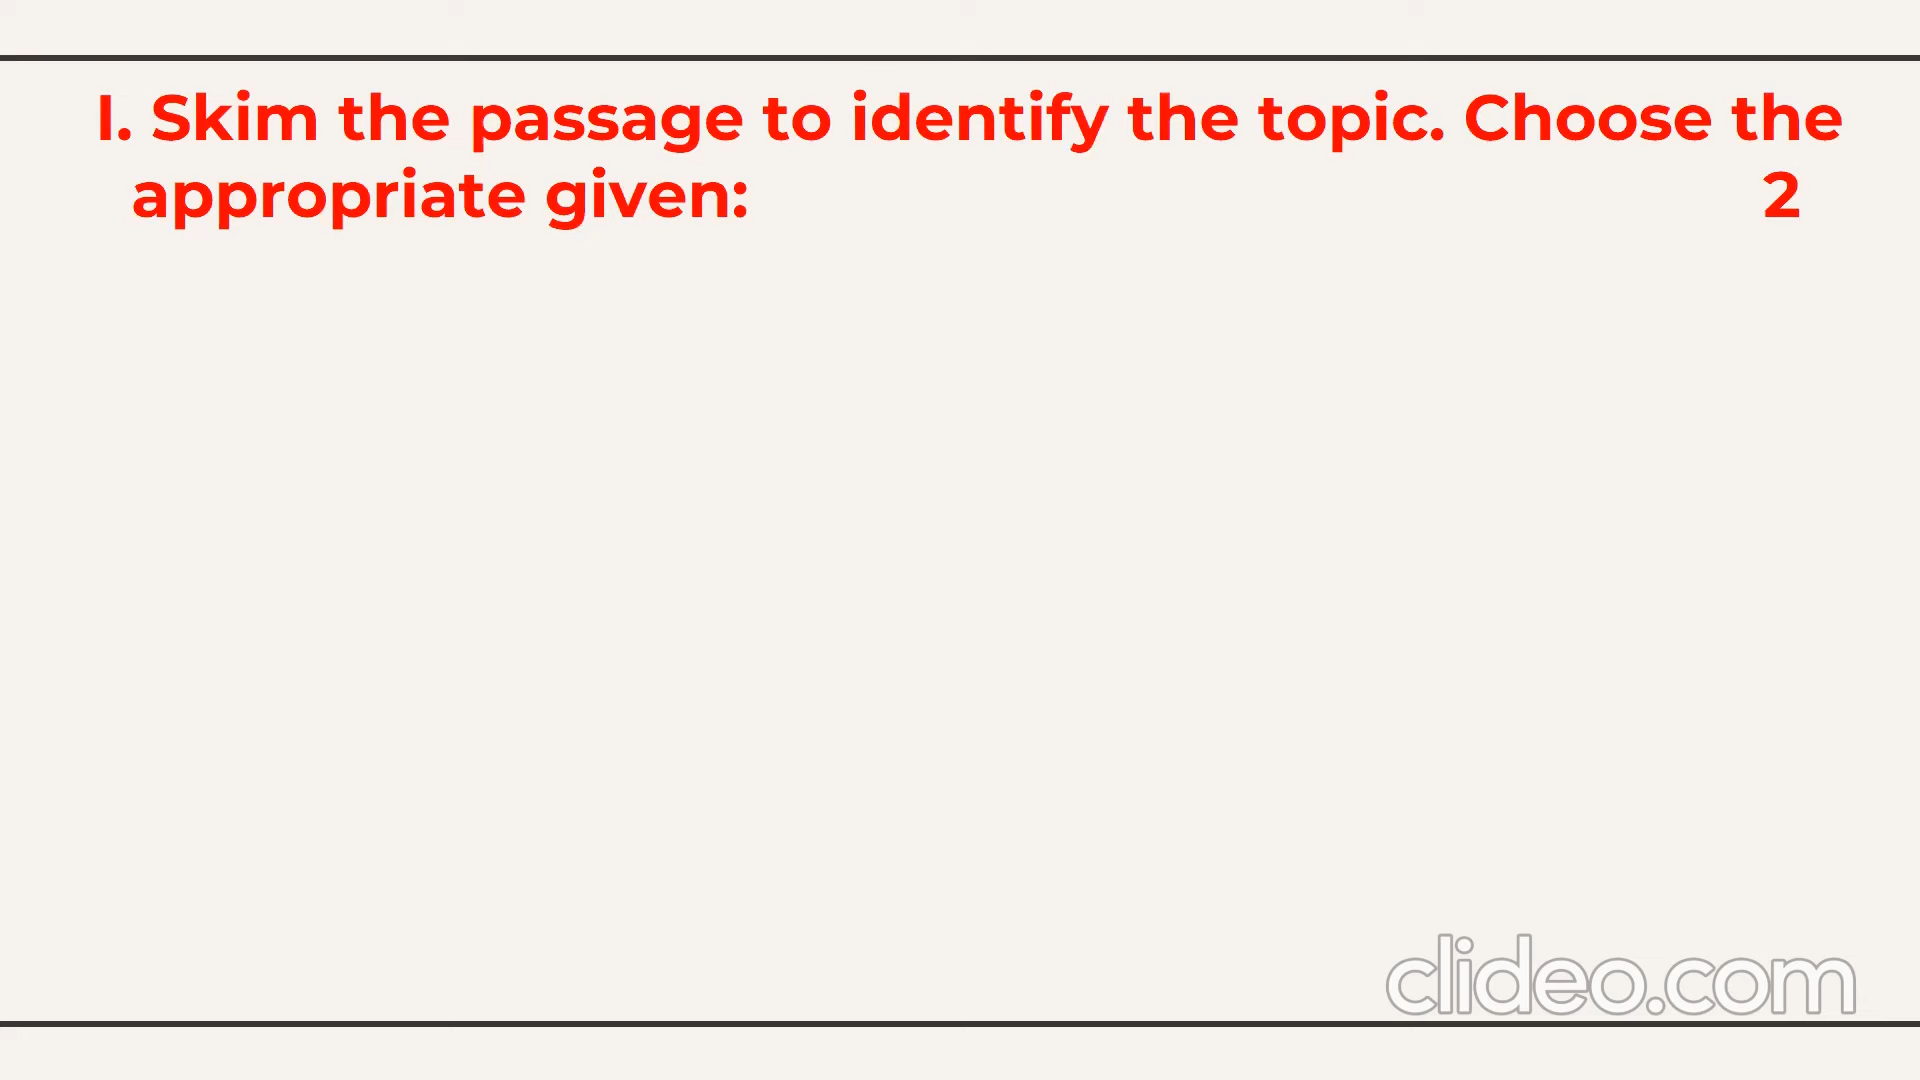 I. Skim the passage to identify the topic. Choose the
appropriate given: 2
clideo.com